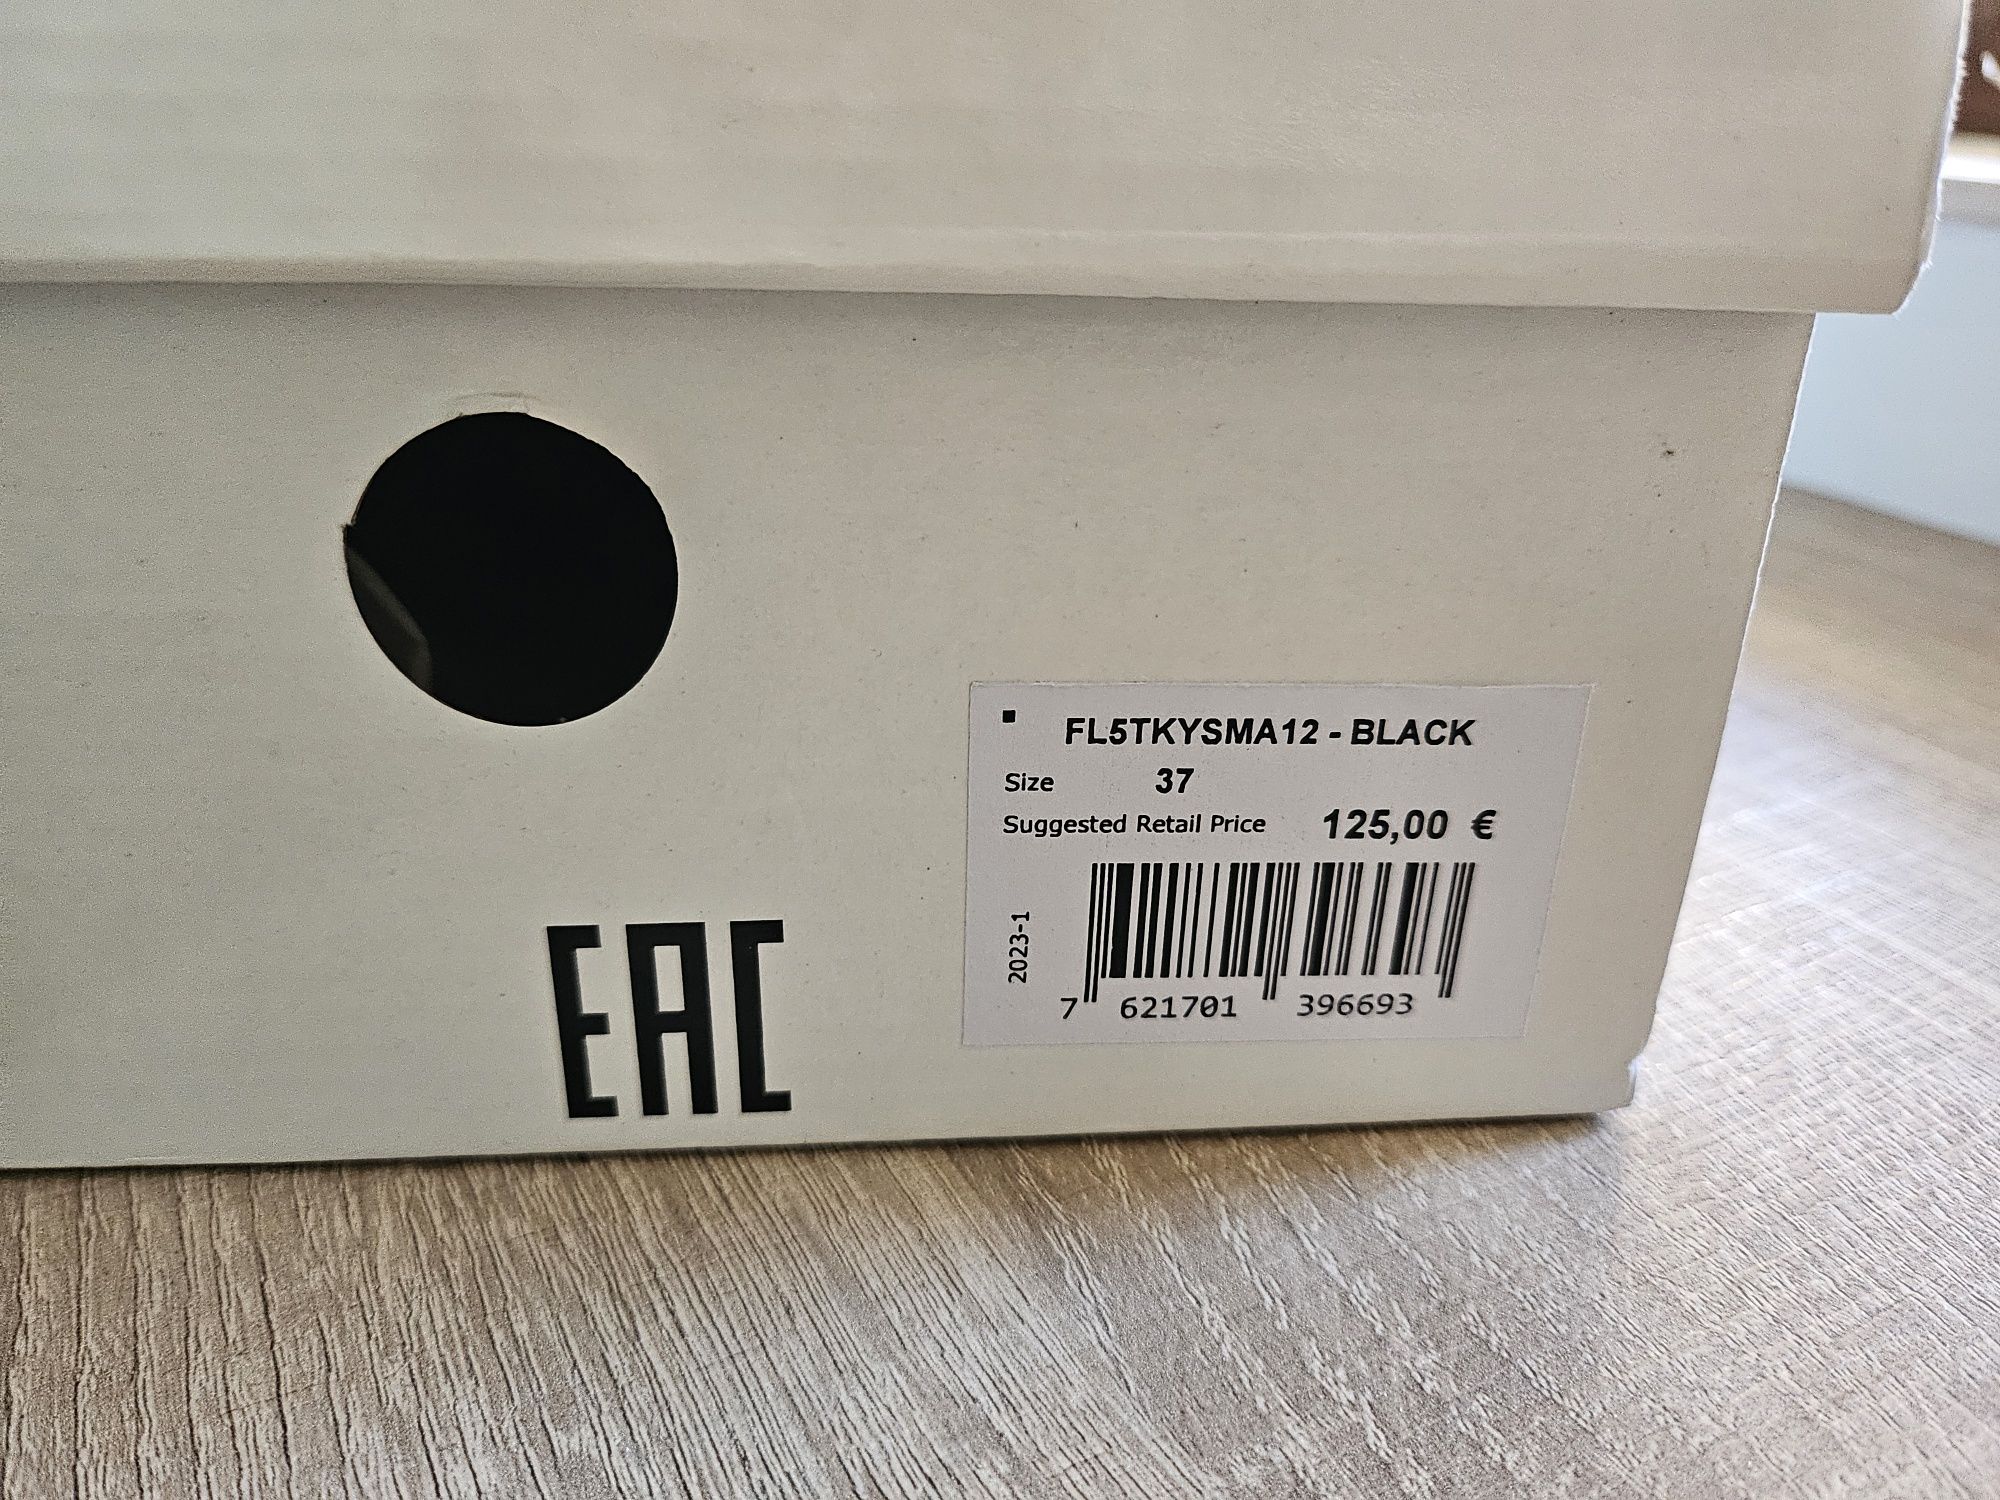 FL5TKYSMA12 - BLACK
Size 37
Suggested Retail Price 125,00 €
2023-1
7 621701 396693
EAC